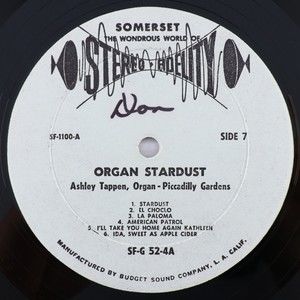 SOMERSET
THE WONDROUS WORLD OF
STEREO-FIDELITY
Don
SF-1100-A
SIDE 7
ORGAN STARDUST
Ashley Tappen, Organ - Piccadilly Gardens
1. STARDUST
2. EL CHOCLO
3. LA PALOMA
4. AMERICAN PATROL
5. I'LL TAKE YOU HOME AGAIN KATHLEEN
6. IDA, SWEET AS APPLE CIDER
SF-G 52-4A
MANUFACTURED BY BUDGET SOUND COMPANY, L. A. CALIF.